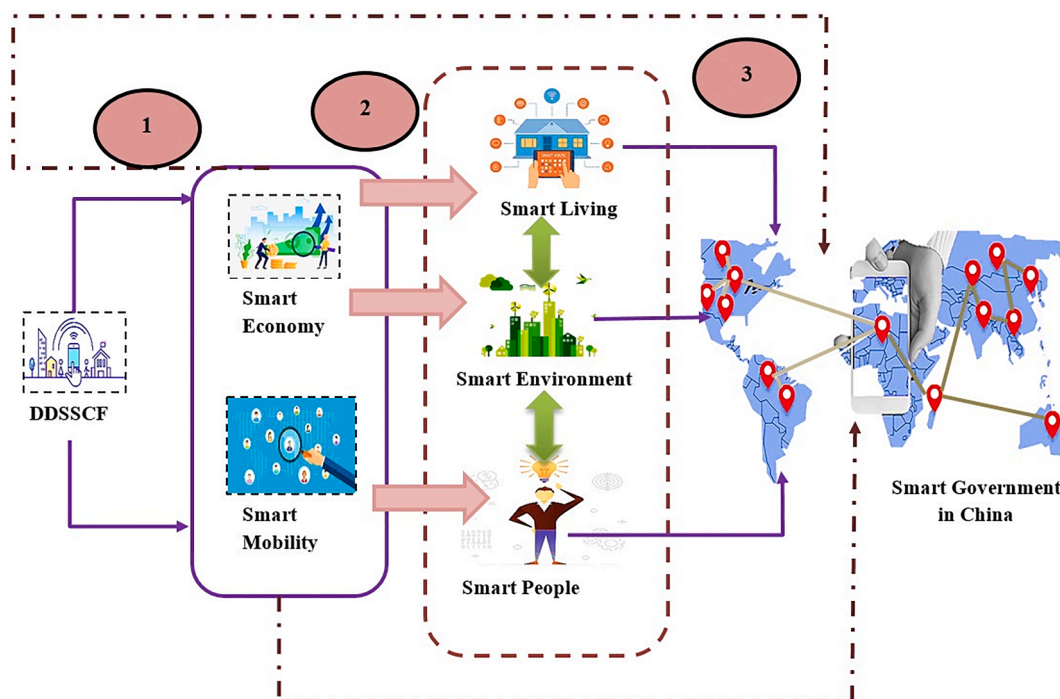 1
2
3
Smart Living
Smart
Economy
Smart Environment
DDSSCF
Smart
Mobility
Smart People
Smart Government
in China